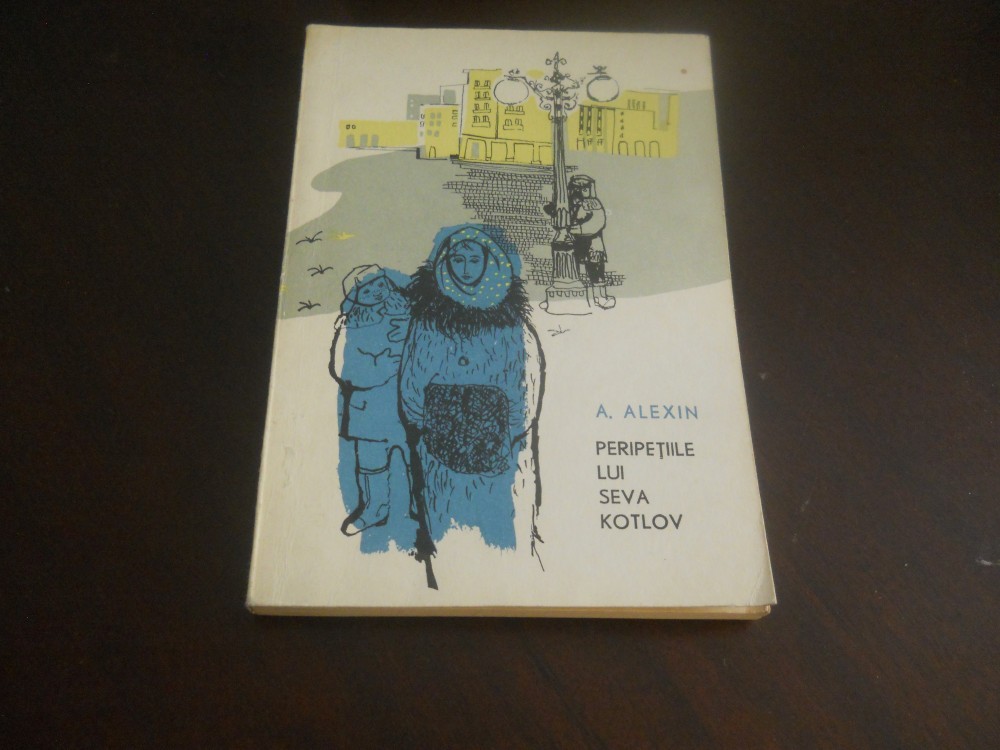 A. ALEXIN
PERIPEȚIILE
LUI
SEVA
KOTLOV